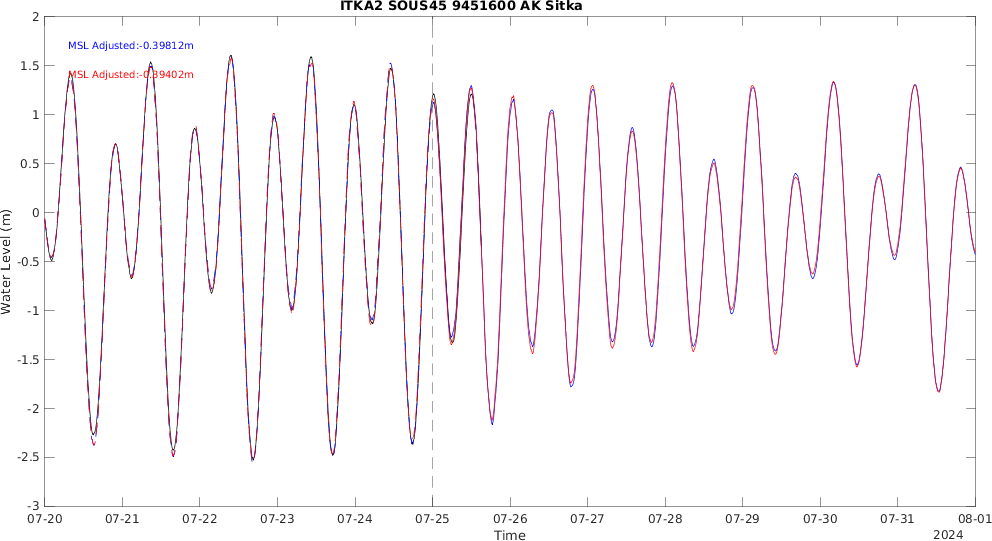 ITKA2 SOUS45 9451600 AK Sitka
MSL Adjusted:-0.39812m
MSL Adjusted:-0.39402m
2
1.5
1
0.5
0
-0.5
-1
-1.5
-2
-2.5
-3
Water Level (m)
07-20 07-21 07-22 07-23 07-24 07-25 07-26 07-27 07-28 07-29 07-30 07-31 08-01
Time
2024